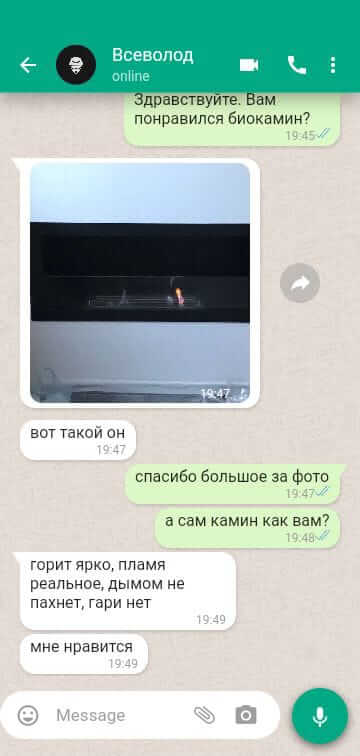 Всеволод
online
Здравствуйте. Вам
понравился биокамин?
19:45
19:47
вот такой он
19:47
спасибо большое за фото
19:47
а сам камин как вам?
19:48
горит ярко, пламя
реальное, дымом не
пахнет, гари нет
19:49
мне нравится
19:49
Message